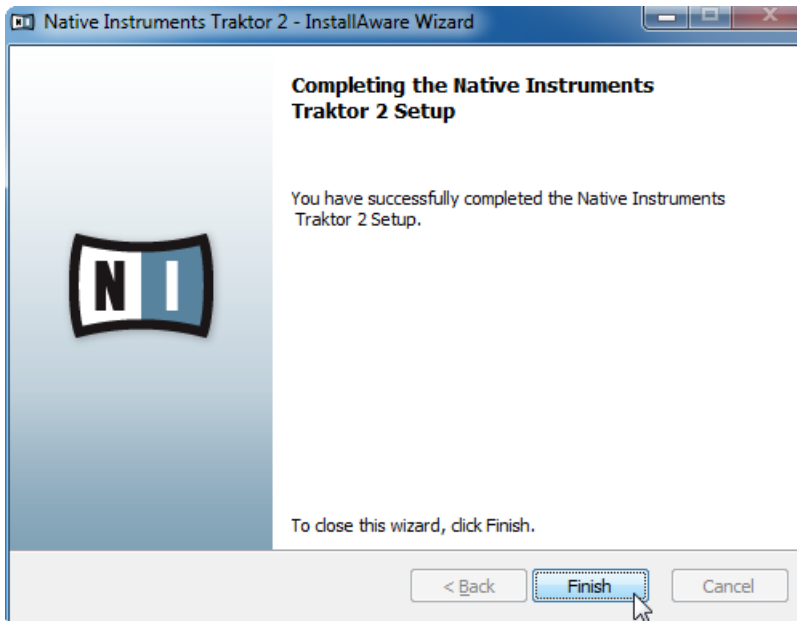 Native Instruments Traktor 2 - InstallAware Wizard
Completing the Native Instruments
Traktor 2 Setup
You have successfully completed the Native Instruments
Traktor 2 Setup.
NI
To close this wizard, click Finish.
< Back Finish Cancel